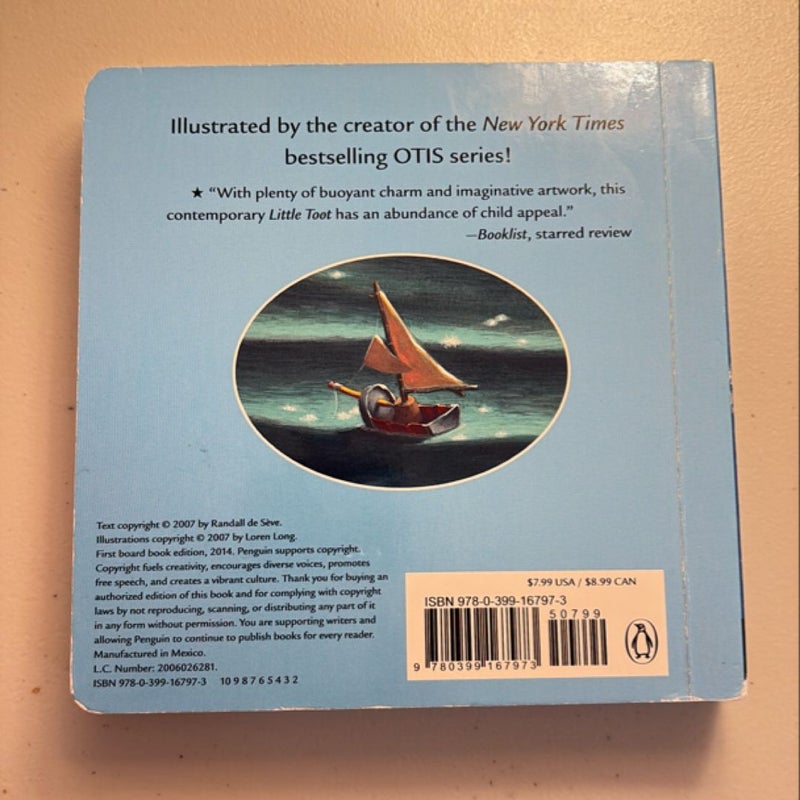 Illustrated by the creator of the New York Times
bestselling OTIS series!
★ “With plenty of buoyant charm and imaginative artwork, this
contemporary Little Toot has an abundance of child appeal.”
—Booklist, starred review
Text copyright © 2007 by Randall de Sève.
Illustrations copyright © 2007 by Loren Long.
First board book edition, 2014. Penguin supports copyright.
Copyright fuels creativity, encourages diverse voices, promotes
free speech, and creates a vibrant culture. Thank you for buying an
authorized edition of this book and for complying with copyright
laws by not reproducing, scanning, or distributing any part of it
in any form without permission. You are supporting writers and
allowing Penguin to continue to publish books for every reader.
Manufactured in Mexico.
L.C. Number: 2006026281.
ISBN 978-0-399-16797-3 10 9 8 7 6 5 4 3 2
$7.99 USA / $8.99 CAN
ISBN 978-0-399-16797-3
50799
9 780399 167973